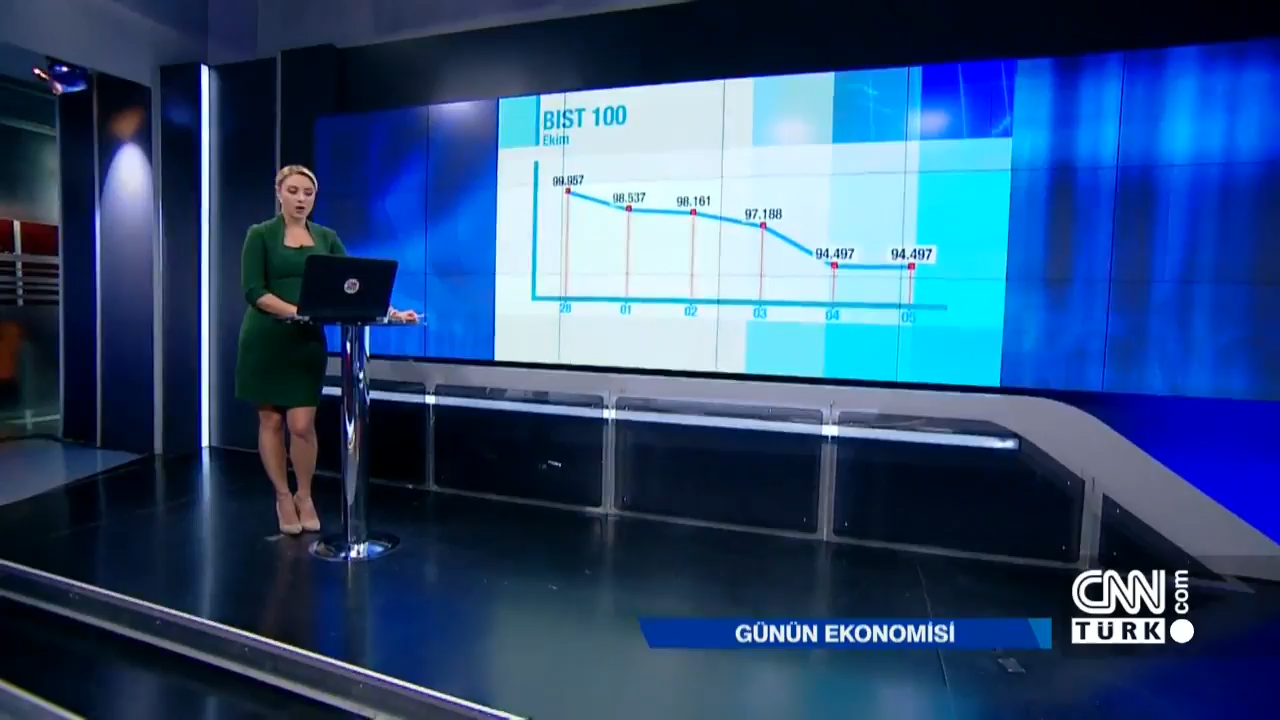 BIST 100
Ekim
99.957
98.537
98.161
97.188
94.497
94.497
28
01
02
03
04
05
GÜNÜN EKONOMİSİ
CNN
TÜRK
.com